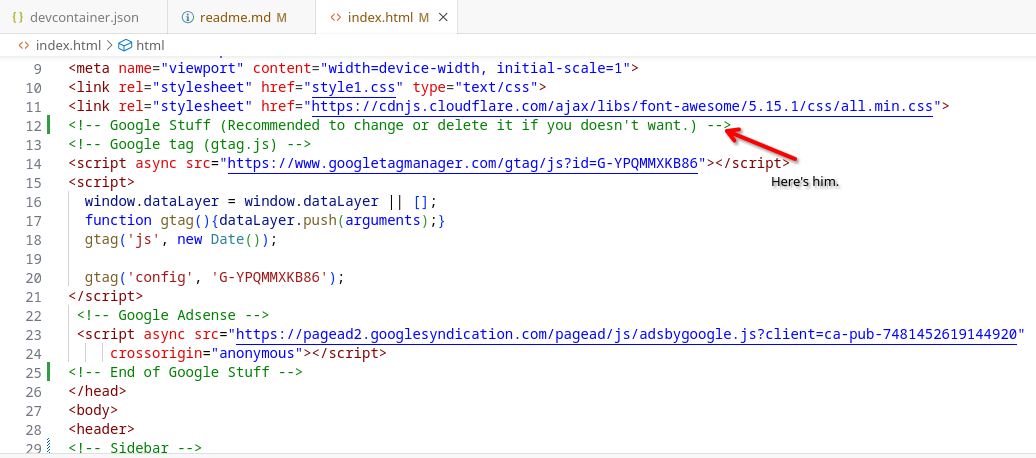 devcontainer.json readme.md M index.html M
index.html > html
9 <meta name="viewport" content="width=device-width, initial-scale=1">
10 <link rel="stylesheet" href="style1.css" type="text/css">
11 <link rel="stylesheet" href="https://cdnjs.cloudflare.com/ajax/libs/font-awesome/5.15.1/css/all.min.css">
12 <!-- Google Stuff (Recommended to change or delete it if you doesn't want.) -->
13 <!-- Google tag (gtag.js) -->
14 <script async src="https://www.googletagmanager.com/gtag/js?id=G-YPQMMXKB86"></script>
Here's him.
15 <script>
16 window.dataLayer = window.dataLayer || [];
17 function gtag(){dataLayer.push(arguments);}
18 gtag('js', new Date());
19
20 gtag('config', 'G-YPQMMXKB86');
21 </script>
22 <!-- Google Adsense -->
23 <script async src="https://pagead2.googlesyndication.com/pagead/js/adsbygoogle.js?client=ca-pub-7481452619144920"
24 crossorigin="anonymous"></script>
25 <!-- End of Google Stuff -->
26 </head>
27 <body>
28 <header>
29 <!-- Sidebar -->